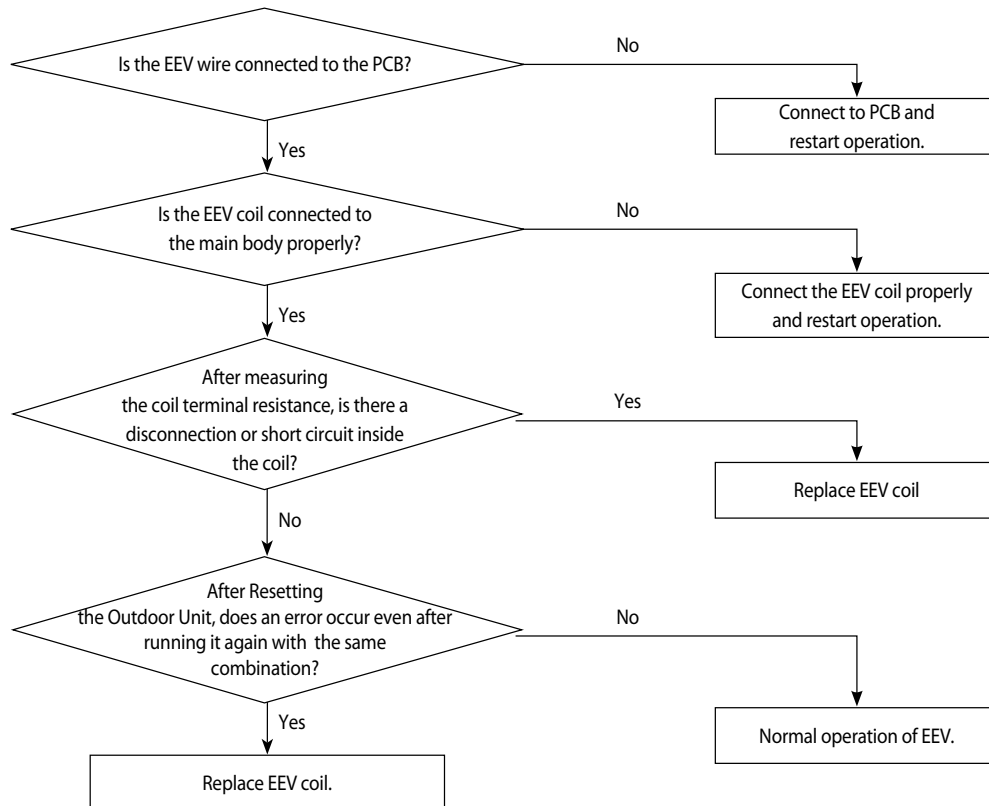 Is the EEV wire connected to the PCB?
No
Connect to PCB and
restart operation.
Yes
Is the EEV coil connected to
the main body properly?
No
Connect the EEV coil properly
and restart operation.
Yes
After measuring
the coil terminal resistance, is there a
disconnection or short circuit inside
the coil?
Yes
Replace EEV coil
No
After Resetting
the Outdoor Unit, does an error occur even after
running it again with the same
combination?
No
Normal operation of EEV.
Yes
Replace EEV coil.